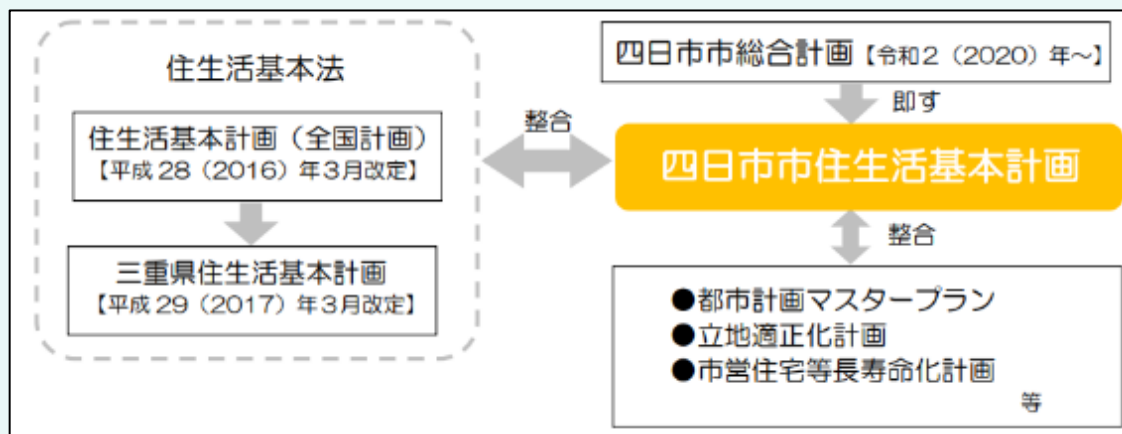 住生活基本法
住生活基本計画（全国計画）
【平成28（2016）年3月改定】
三重県住生活基本計画
【平成29（2017）年3月改定】
整合
四日市市総合計画【令和2（2020）年～】
即す
四日市市住生活基本計画
整合
●都市計画マスタープラン
●立地適正化計画
●市営住宅等長寿命化計画
等